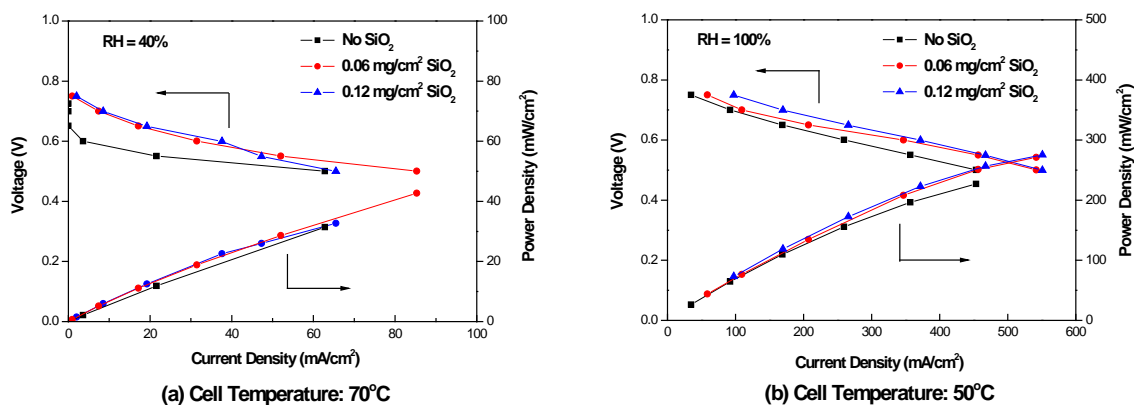 RH = 40%
No SiO₂
0.06 mg/cm² SiO₂
0.12 mg/cm² SiO₂
Voltage (V)
1.0
0.8
0.6
0.4
0.2
0.0
0 20 40 60 80 100
Current Density (mA/cm²)
100
80
60
40
20
0
Power Density (mW/cm²)
(a) Cell Temperature: 70°C
RH = 100%
No SiO₂
0.06 mg/cm² SiO₂
0.12 mg/cm² SiO₂
Voltage (V)
1.0
0.8
0.6
0.4
0.2
0.0
0 100 200 300 400 500 600
Current Density (mA/cm²)
500
400
300
200
100
0
Power Density (mW/cm²)
(b) Cell Temperature: 50°C